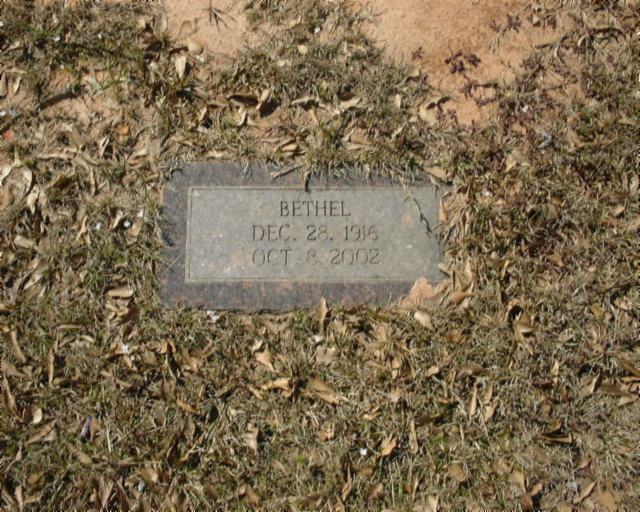 BETHEL
DEC. 28. 1916
OCT. 8. 2002